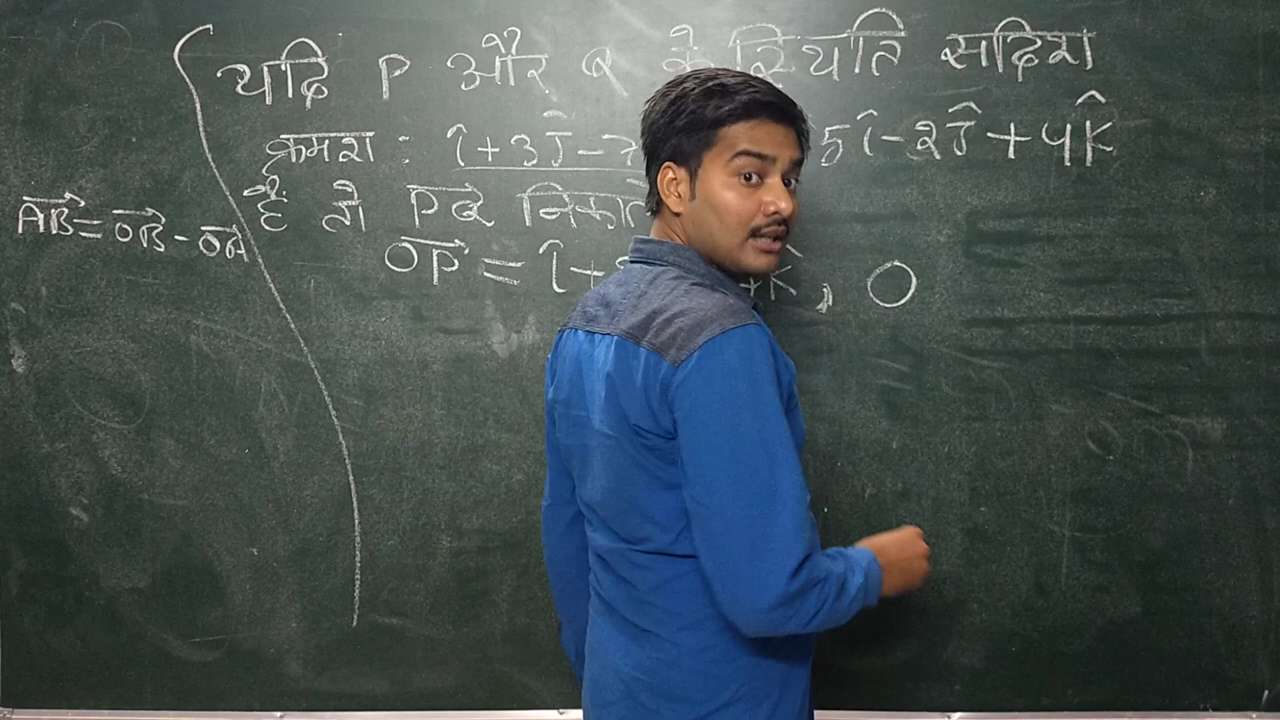 यदि P और Q के स्थिति सदिश
क्रमशः : î+3ĵ-7 5î-2ĵ+4k̂
हैं तो PQ⃗ निकाले
AB⃗ = OB⃗ - OA⃗
OP⃗ = î+ +k̂, O